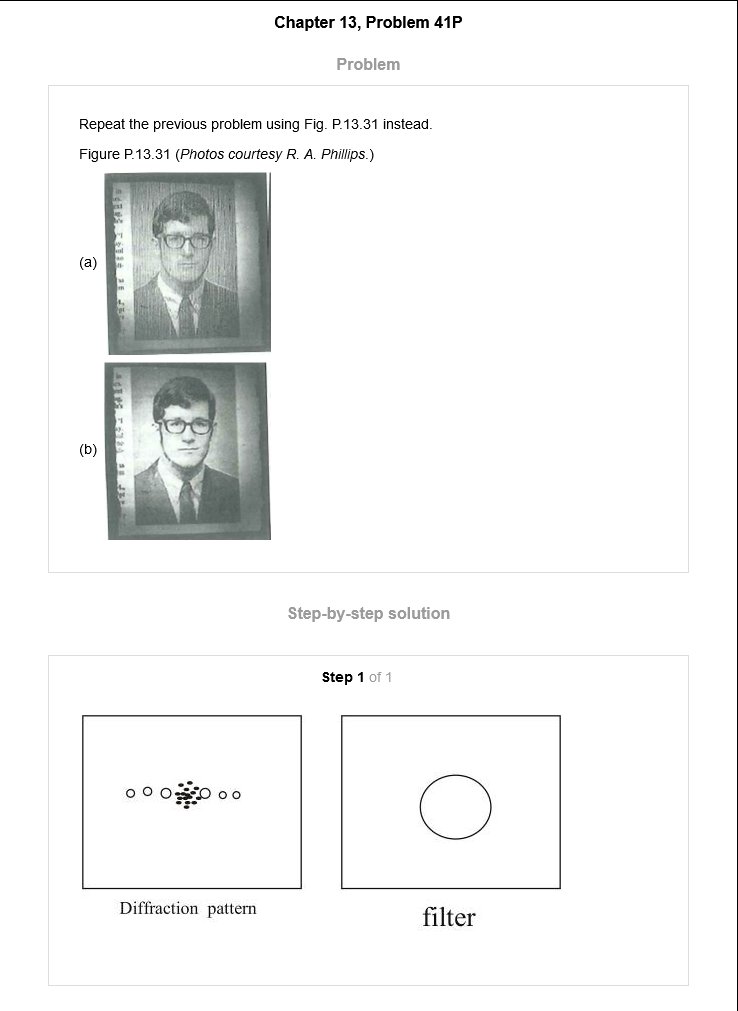 Chapter 13, Problem 41P
Problem
Repeat the previous problem using Fig. P.13.31 instead.
Figure P.13.31 (Photos courtesy R. A. Phillips.)
(a)
(b)
Step-by-step solution
Step 1 of 1
Diffraction pattern
filter